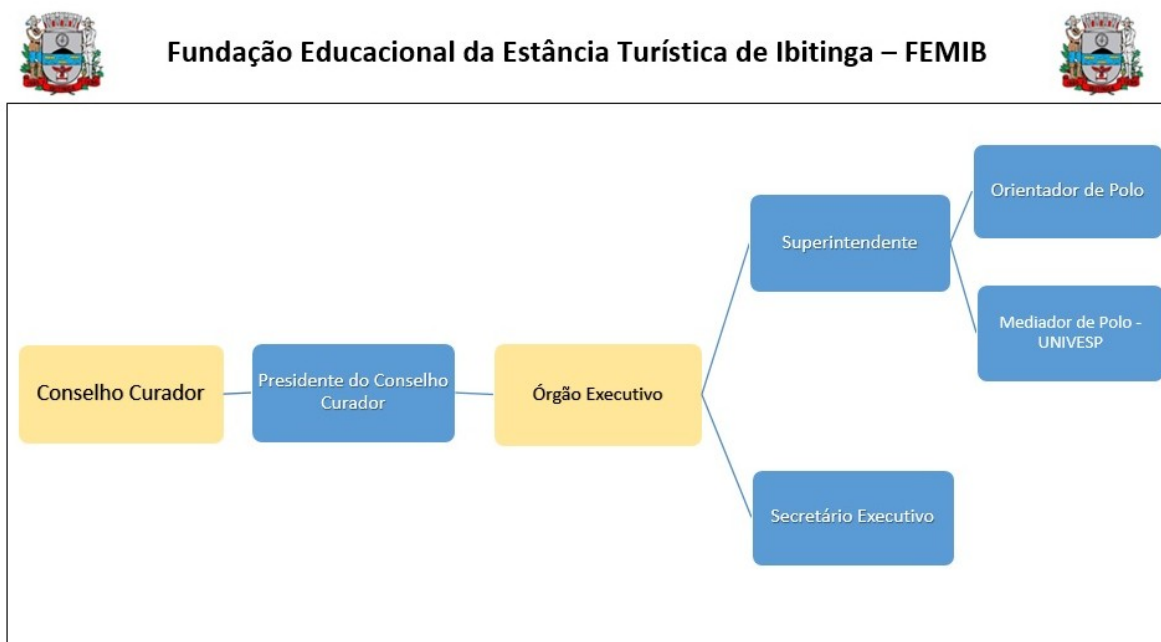 Fundação Educacional da Estância Turística de Ibitinga – FEMIB
Conselho Curador
Presidente do Conselho
Curador
Órgão Executivo
Superintendente
Orientador de Polo
Mediador de Polo -
UNIVESP
Secretário Executivo